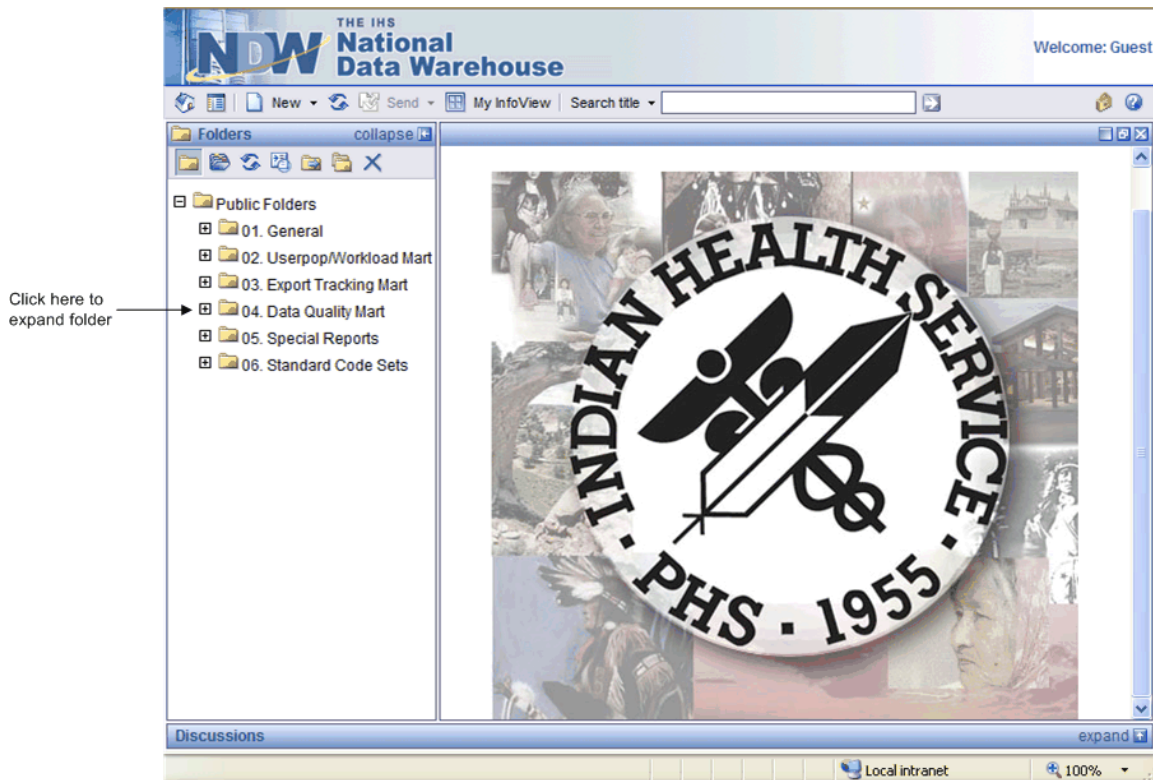 THE IHS
NDW National
Data Warehouse
Welcome: Guest
New Send My InfoView Search title
Folders collapse
Public Folders
01. General
02. Userpop/Workload Mart
03. Export Tracking Mart
04. Data Quality Mart
05. Special Reports
06. Standard Code Sets
Click here to
expand folder
INDIAN HEALTH SERVICE
PHS · 1955
Discussions expand
Local intranet 100%